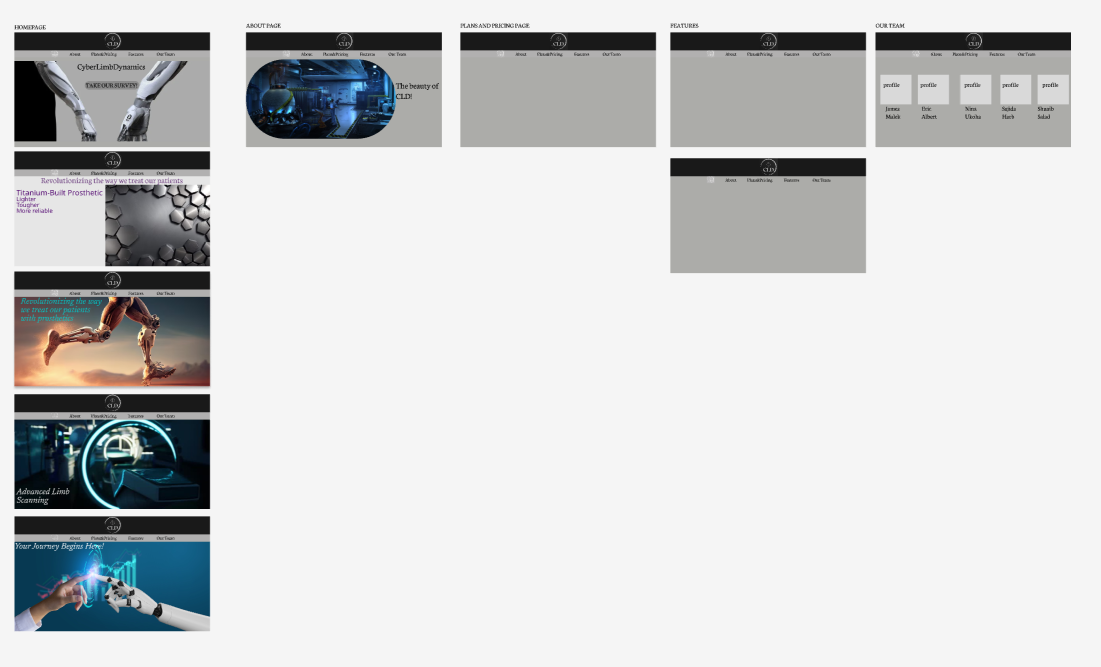 HOMEPAGE
CLD
About Plans&Pricing Features Our Team
CyberLimbDynamics
TAKE OUR SURVEY!
CLD
About Plans&Pricing Features Our Team
Revolutionizing the way we treat our patients
Titanium-Built Prosthetic
Lighter
Tougher
More reliable
CLD
About Plans&Pricing Features Our Team
Revolutionizing the way
we treat our patients
with prosthetics
CLD
About Plans&Pricing Features Our Team
Advanced Limb
Scanning
CLD
About Plans&Pricing Features Our Team
Your Journey Begins Here!
ABOUT PAGE
CLD
About Plans&Pricing Features Our Team
The beauty of
CLD!
PLANS AND PRICING PAGE
CLD
About Plans&Pricing Features Our Team
FEATURES
CLD
About Plans&Pricing Features Our Team
CLD
About Plans&Pricing Features Our Team
OUR TEAM
CLD
About Plans&Pricing Features Our Team
profile profile profile profile profile
Eric
Albert
Nina
Ukoha
Sajida
Harb
Shuaib
Salad